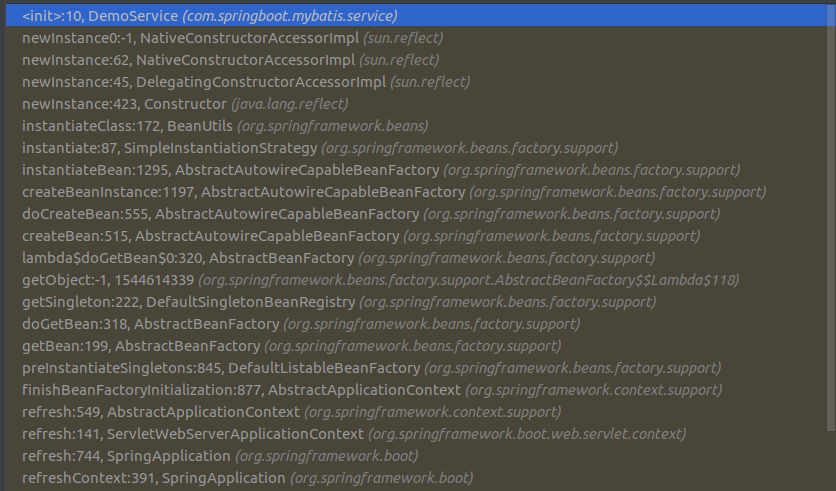 <init>:10, DemoService (com.springboot.mybatis.service)
newInstance0:-1, NativeConstructorAccessorImpl (sun.reflect)
newInstance:62, NativeConstructorAccessorImpl (sun.reflect)
newInstance:45, DelegatingConstructorAccessorImpl (sun.reflect)
newInstance:423, Constructor (java.lang.reflect)
instantiateClass:172, BeanUtils (org.springframework.beans)
instantiate:87, SimpleInstantiationStrategy (org.springframework.beans.factory.support)
instantiateBean:1295, AbstractAutowireCapableBeanFactory (org.springframework.beans.factory.support)
createBeanInstance:1197, AbstractAutowireCapableBeanFactory (org.springframework.beans.factory.support)
doCreateBean:555, AbstractAutowireCapableBeanFactory (org.springframework.beans.factory.support)
createBean:515, AbstractAutowireCapableBeanFactory (org.springframework.beans.factory.support)
lambda$doGetBean$0:320, AbstractBeanFactory (org.springframework.beans.factory.support)
getObject:-1, 1544614339 (org.springframework.beans.factory.support.AbstractBeanFactory$$Lambda$118)
getSingleton:222, DefaultSingletonBeanRegistry (org.springframework.beans.factory.support)
doGetBean:318, AbstractBeanFactory (org.springframework.beans.factory.support)
getBean:199, AbstractBeanFactory (org.springframework.beans.factory.support)
preInstantiateSingletons:845, DefaultListableBeanFactory (org.springframework.beans.factory.support)
finishBeanFactoryInitialization:877, AbstractApplicationContext (org.springframework.context.support)
refresh:549, AbstractApplicationContext (org.springframework.context.support)
refresh:141, ServletWebServerApplicationContext (org.springframework.boot.web.servlet.context)
refresh:744, SpringApplication (org.springframework.boot)
refreshContext:391, SpringApplication (org.springframework.boot)